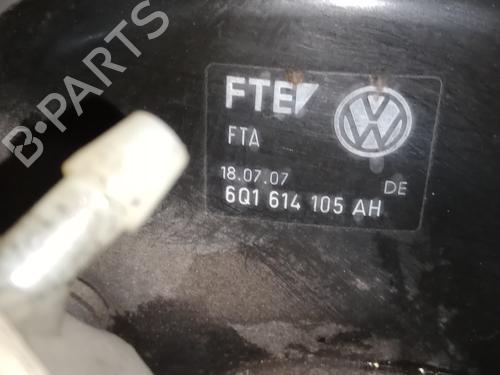 FTE
FTA
18.07.07 DE
6Q1 614 105 AH
B-PARTS